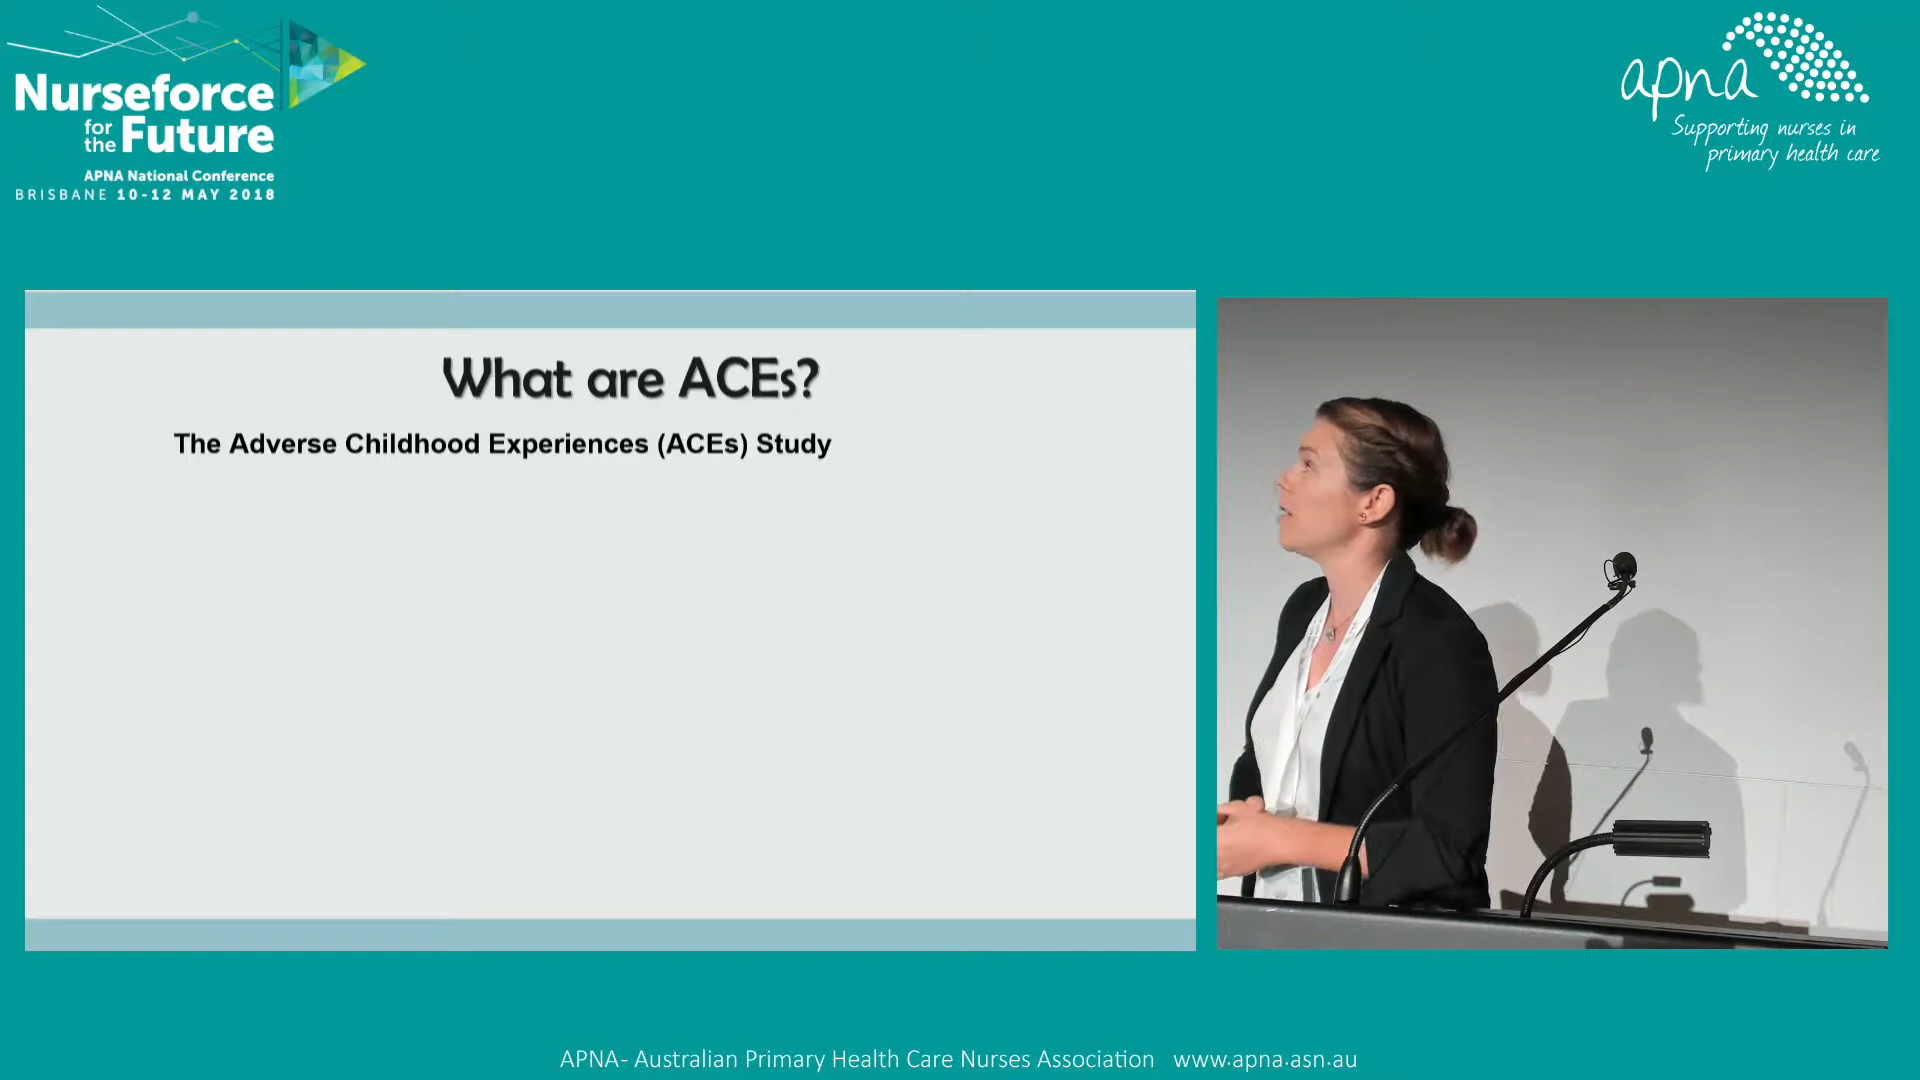 Nurseforce
for the Future
APNA National Conference
BRISBANE 10-12 MAY 2018
apna
Supporting nurses in
primary health care
What are ACEs?
The Adverse Childhood Experiences (ACEs) Study
APNA- Australian Primary Health Care Nurses Association www.apna.asn.au